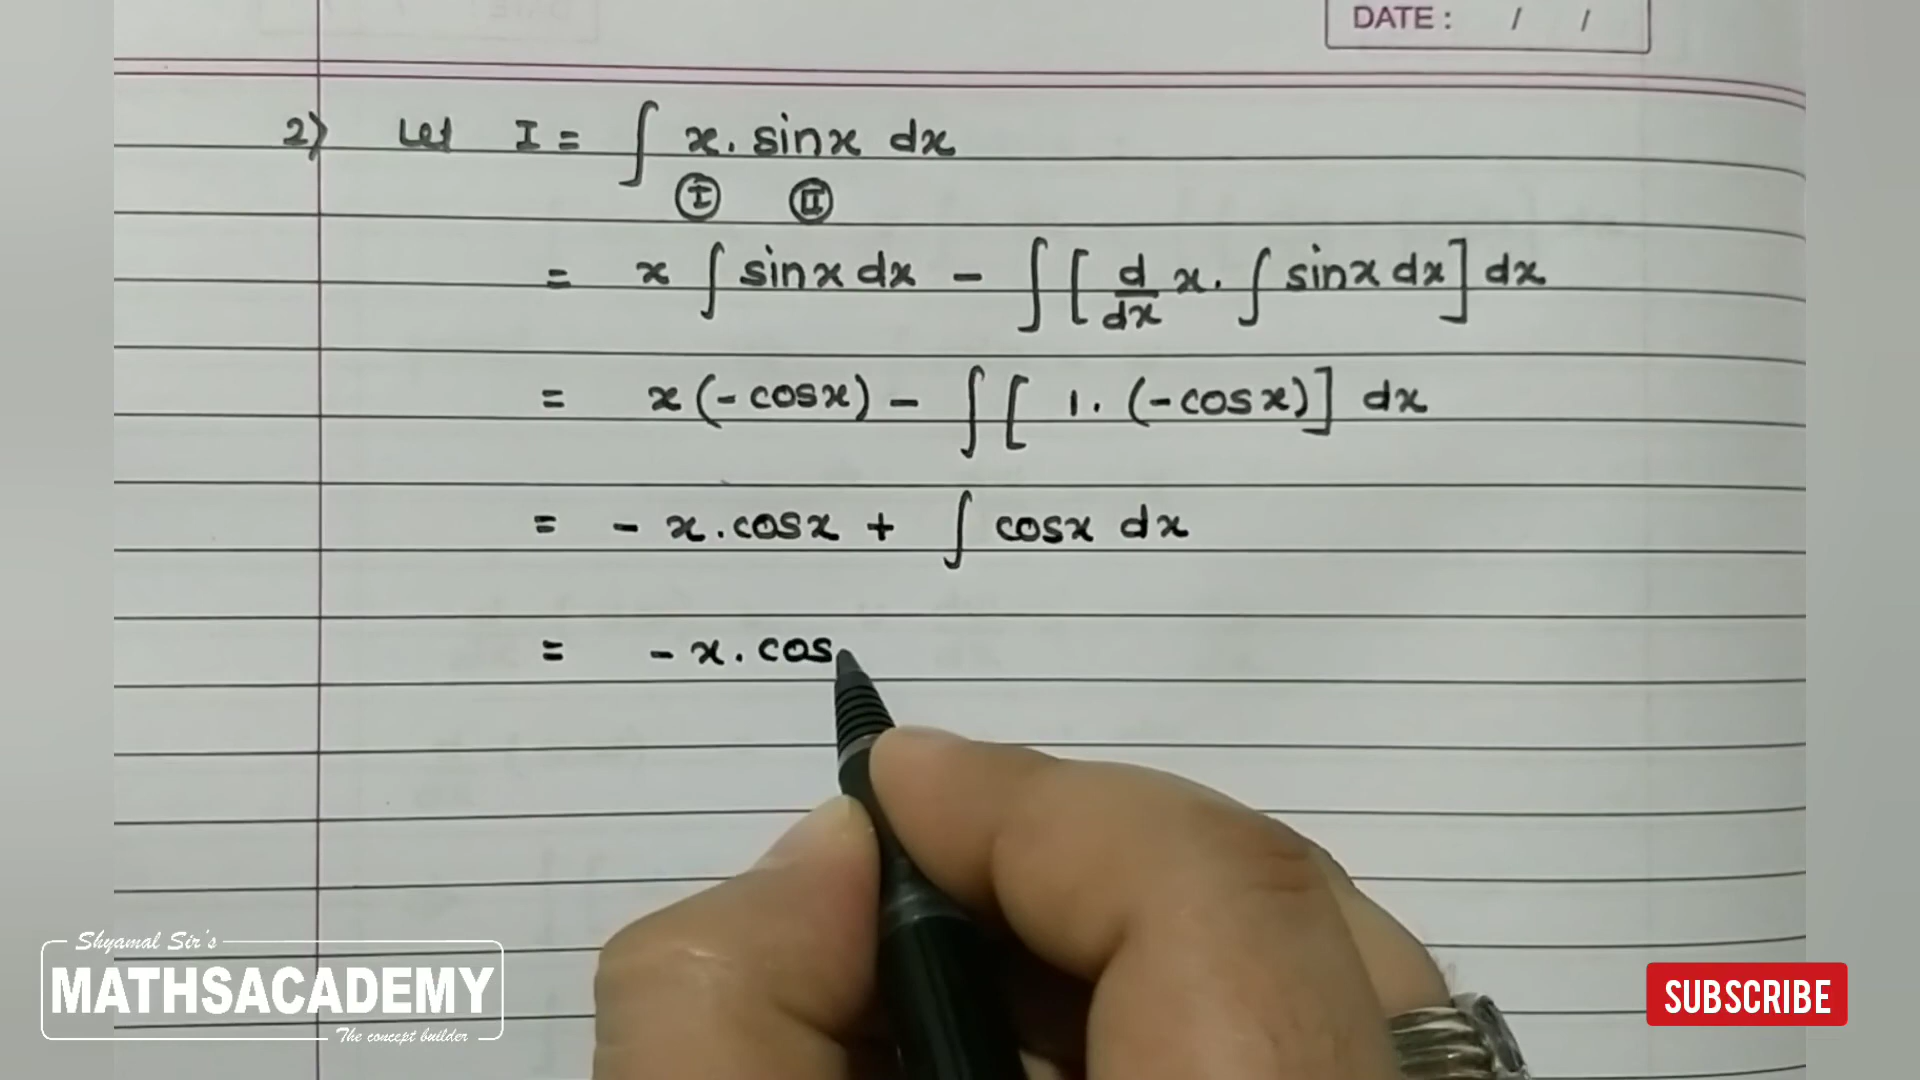 DATE : / /
2) Let I = ∫ x. sinx dx
Ⓘ Ⓘ Ⓘ
= x ∫ sinx dx - ∫ [ d/dx x. ∫ sinx dx ] dx
= x (- cosx) - ∫ [ 1. (-cosx) ] dx
= - x.cosx + ∫ cosx dx
= - x. cos
Shyamal Sir's
MATHSACADEMY
The concept builder
SUBSCRIBE